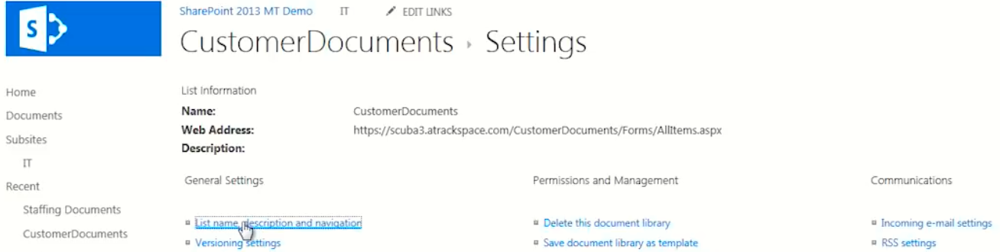 SharePoint 2013 MT Demo IT EDIT LINKS
CustomerDocuments Settings
Home
Documents
Subsites
IT
Recent
Staffing Documents
CustomerDocuments
List Information
Name: CustomerDocuments
Web Address: https://scuba3.atrackspace.com/CustomerDocuments/Forms/AllItems.aspx
Description:
General Settings
List name, description and navigation
Versioning settings
Permissions and Management
Delete this document library
Save document library as template
Communications
Incoming e-mail settings
RSS settings